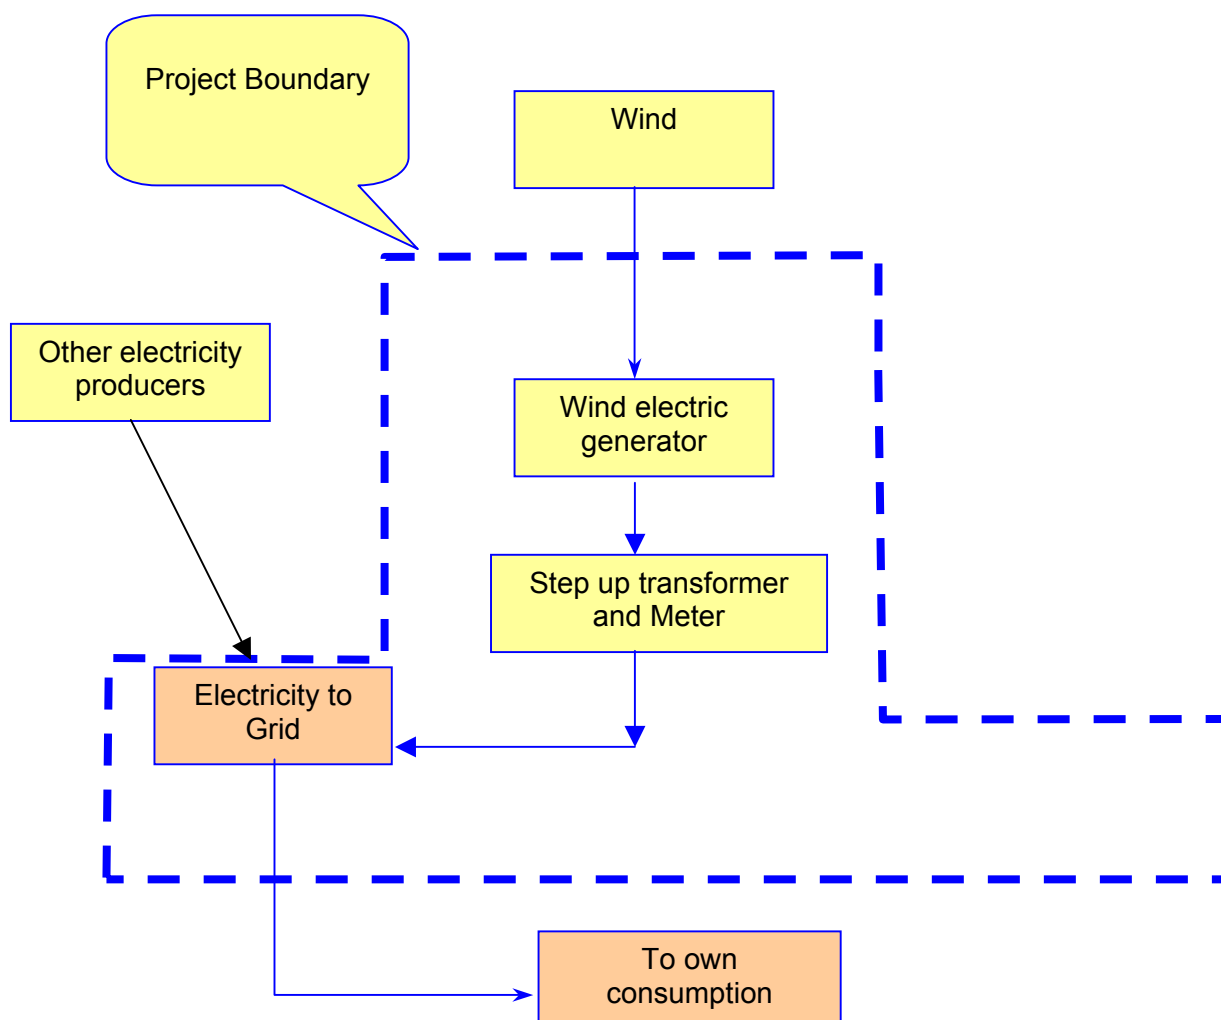 Project Boundary
Wind
Other electricity
producers
Wind electric
generator
Step up transformer
and Meter
Electricity to
Grid
To own
consumption